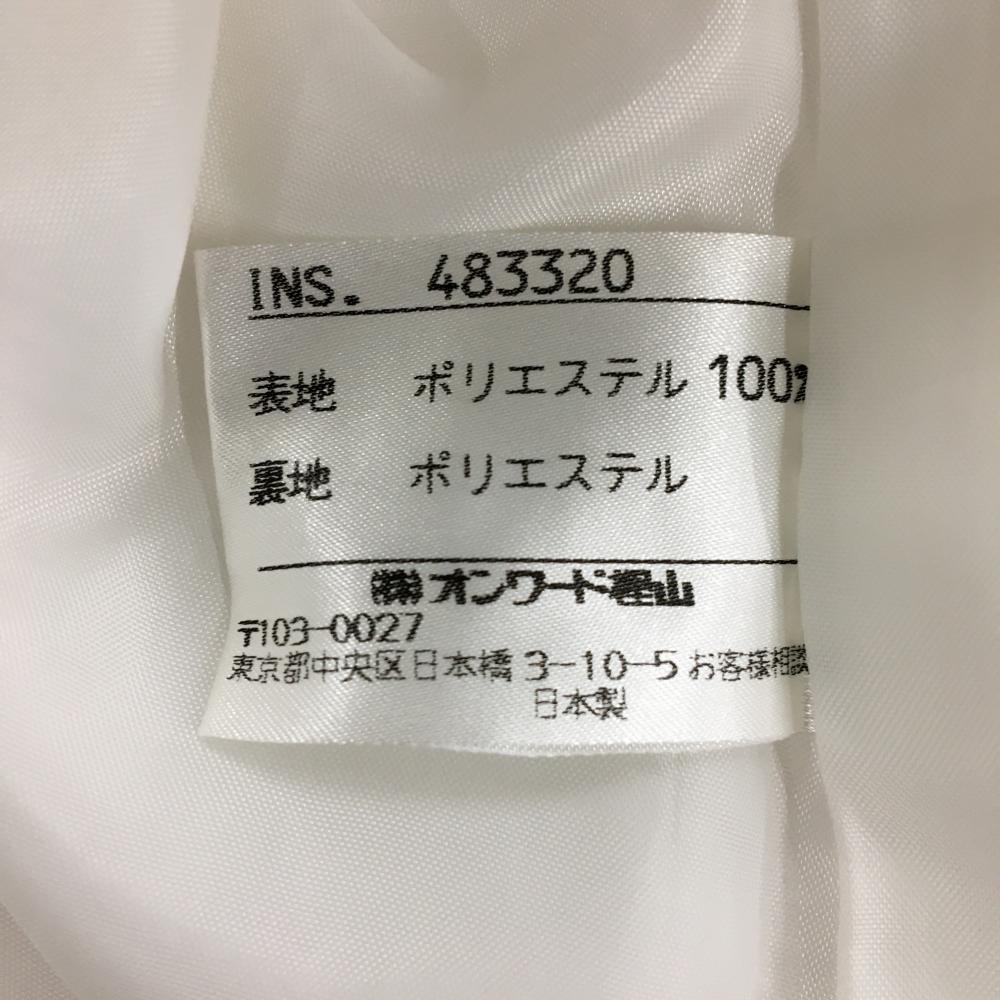 INS. 483320
表地 ポリエステル 100%
裏地 ポリエステル
㈱オンワード樫山
〒103-0027
東京都中央区日本橋 3-10-5 お客様相談
日本製